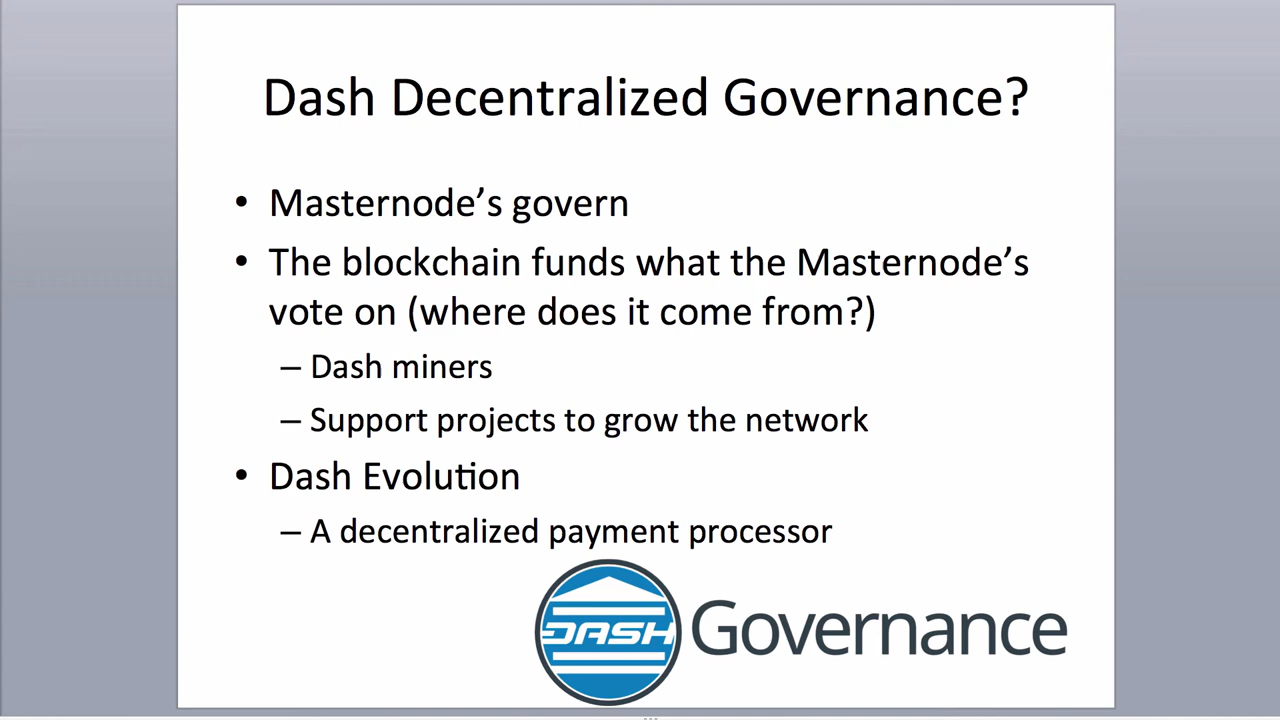 Dash Decentralized Governance?
• Masternode’s govern
• The blockchain funds what the Masternode’s
vote on (where does it come from?)
– Dash miners
– Support projects to grow the network
• Dash Evolution
– A decentralized payment processor
DASH Governance